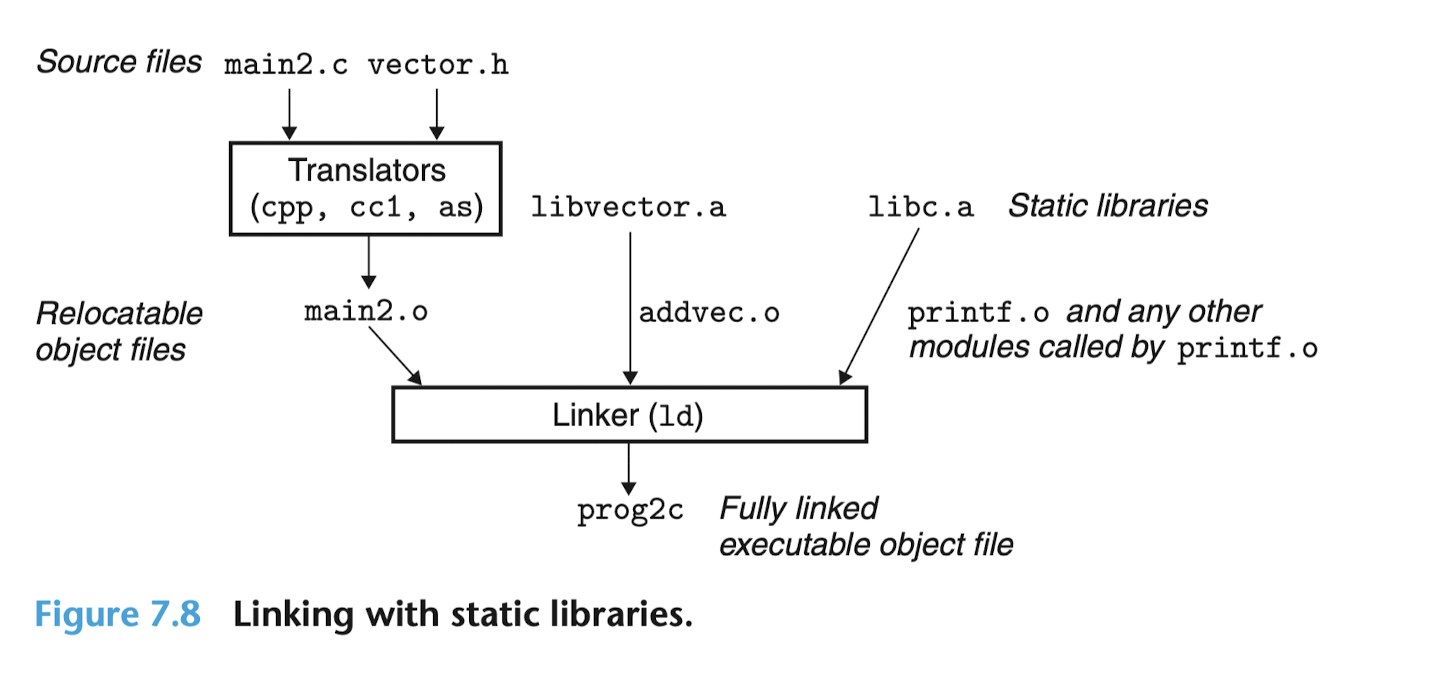 Source files main2.c vector.h
Translators
(cpp, cc1, as)
libvector.a
libc.a Static libraries
Relocatable
object files
main2.o
addvec.o
printf.o and any other
modules called by printf.o
Linker (ld)
prog2c Fully linked
executable object file
Figure 7.8 Linking with static libraries.